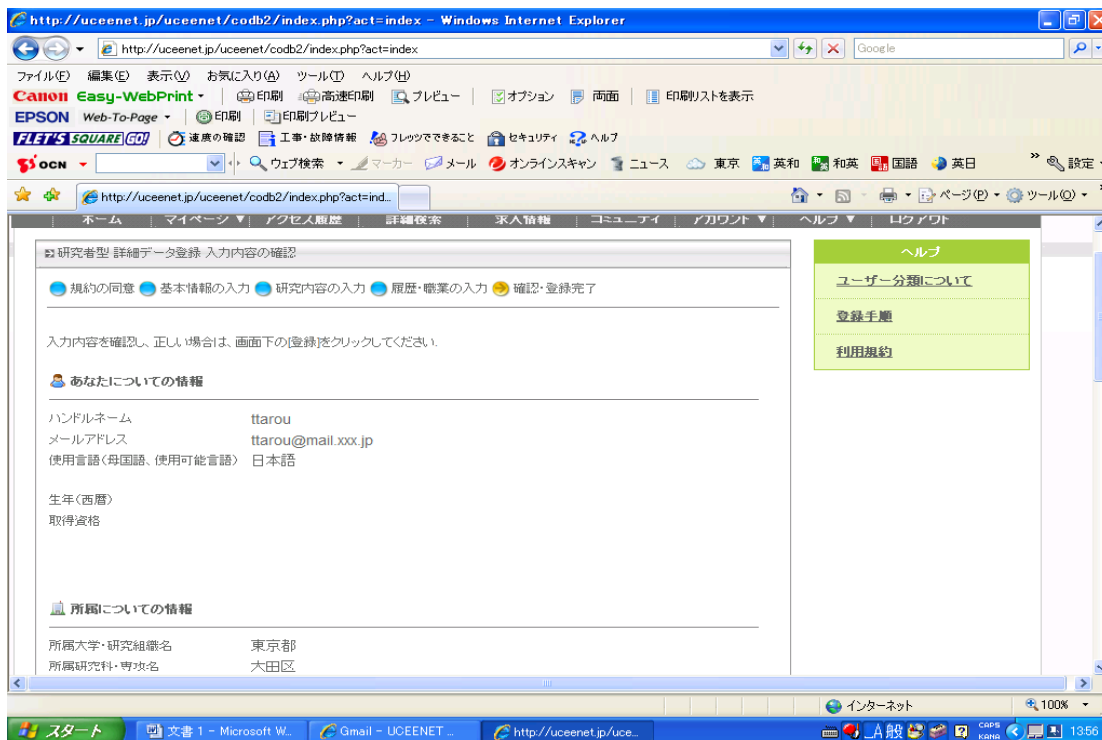 http://uceenet.jp/uceenet/codb2/index.php?act=index - Windows Internet Explorer
http://uceenet.jp/uceenet/codb2/index.php?act=index Google
ファイル(F) 編集(E) 表示(V) お気に入り(A) ツール(T) ヘルプ(H)
Canon Easy-WebPrint 印刷 高速印刷 プレビュー オプション 両面 印刷リストを表示
EPSON Web-To-Page 印刷 印刷プレビュー
FLET'S SQUARE GO! 速度の確認 工事・故障情報 フレッツでできること セキュリティ ヘルプ
OCN ウェブ検索 マーカー メール オンラインスキャン ニュース 東京 英和 和英 国語 英日 » 設定
http://uceenet.jp/uceenet/codb2/index.php?act=ind... ページ(P) ツール(O)
ホーム マイページ ▼ アクセス履歴 詳細検索 求人情報 コミュニティ アカウント ▼ ヘルプ ▼ ログアウト
研究者型 詳細データ登録 入力内容の確認
規約の同意 基本情報の入力 研究内容の入力 履歴・職業の入力 確認・登録完了
入力内容を確認し、正しい場合は、画面下の[登録]をクリックしてください.
あなたについての情報
ハンドルネーム ttarou
メールアドレス ttarou@mail.xxx.jp
使用言語(母国語、使用可能言語) 日本語
生年(西暦)
取得資格
所属についての情報
所属大学・研究組織名 東京都
所属研究科・専攻名 大田区
ヘルプ
ユーザー分類について
登録手順
利用規約
インターネット 100%
スタート 文書 1 - Microsoft W... Gmail - UCEENET ... http://uceenet.jp/uce... A 般 CAPS KANA 13:56